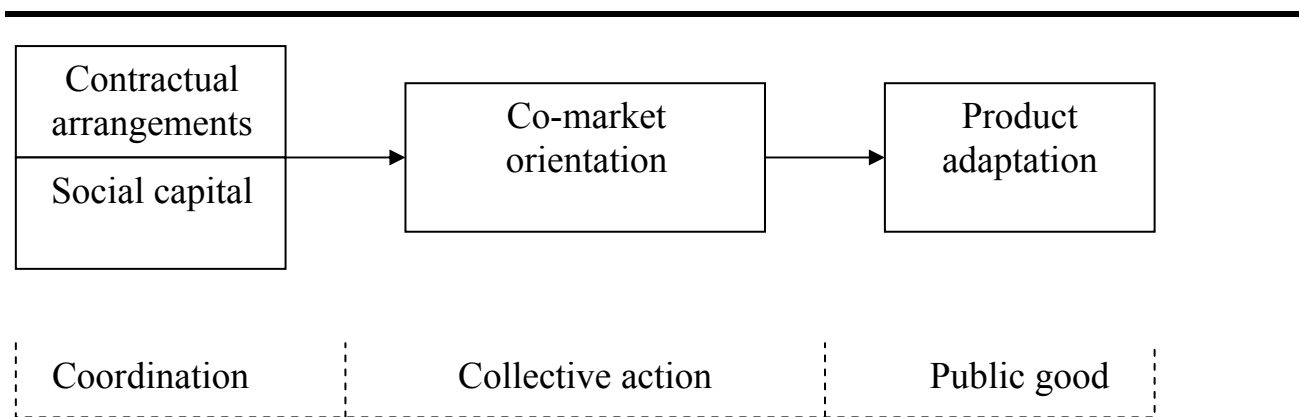 Contractual
arrangements
Social capital
Co-market
orientation
Product
adaptation
Coordination
Collective action
Public good